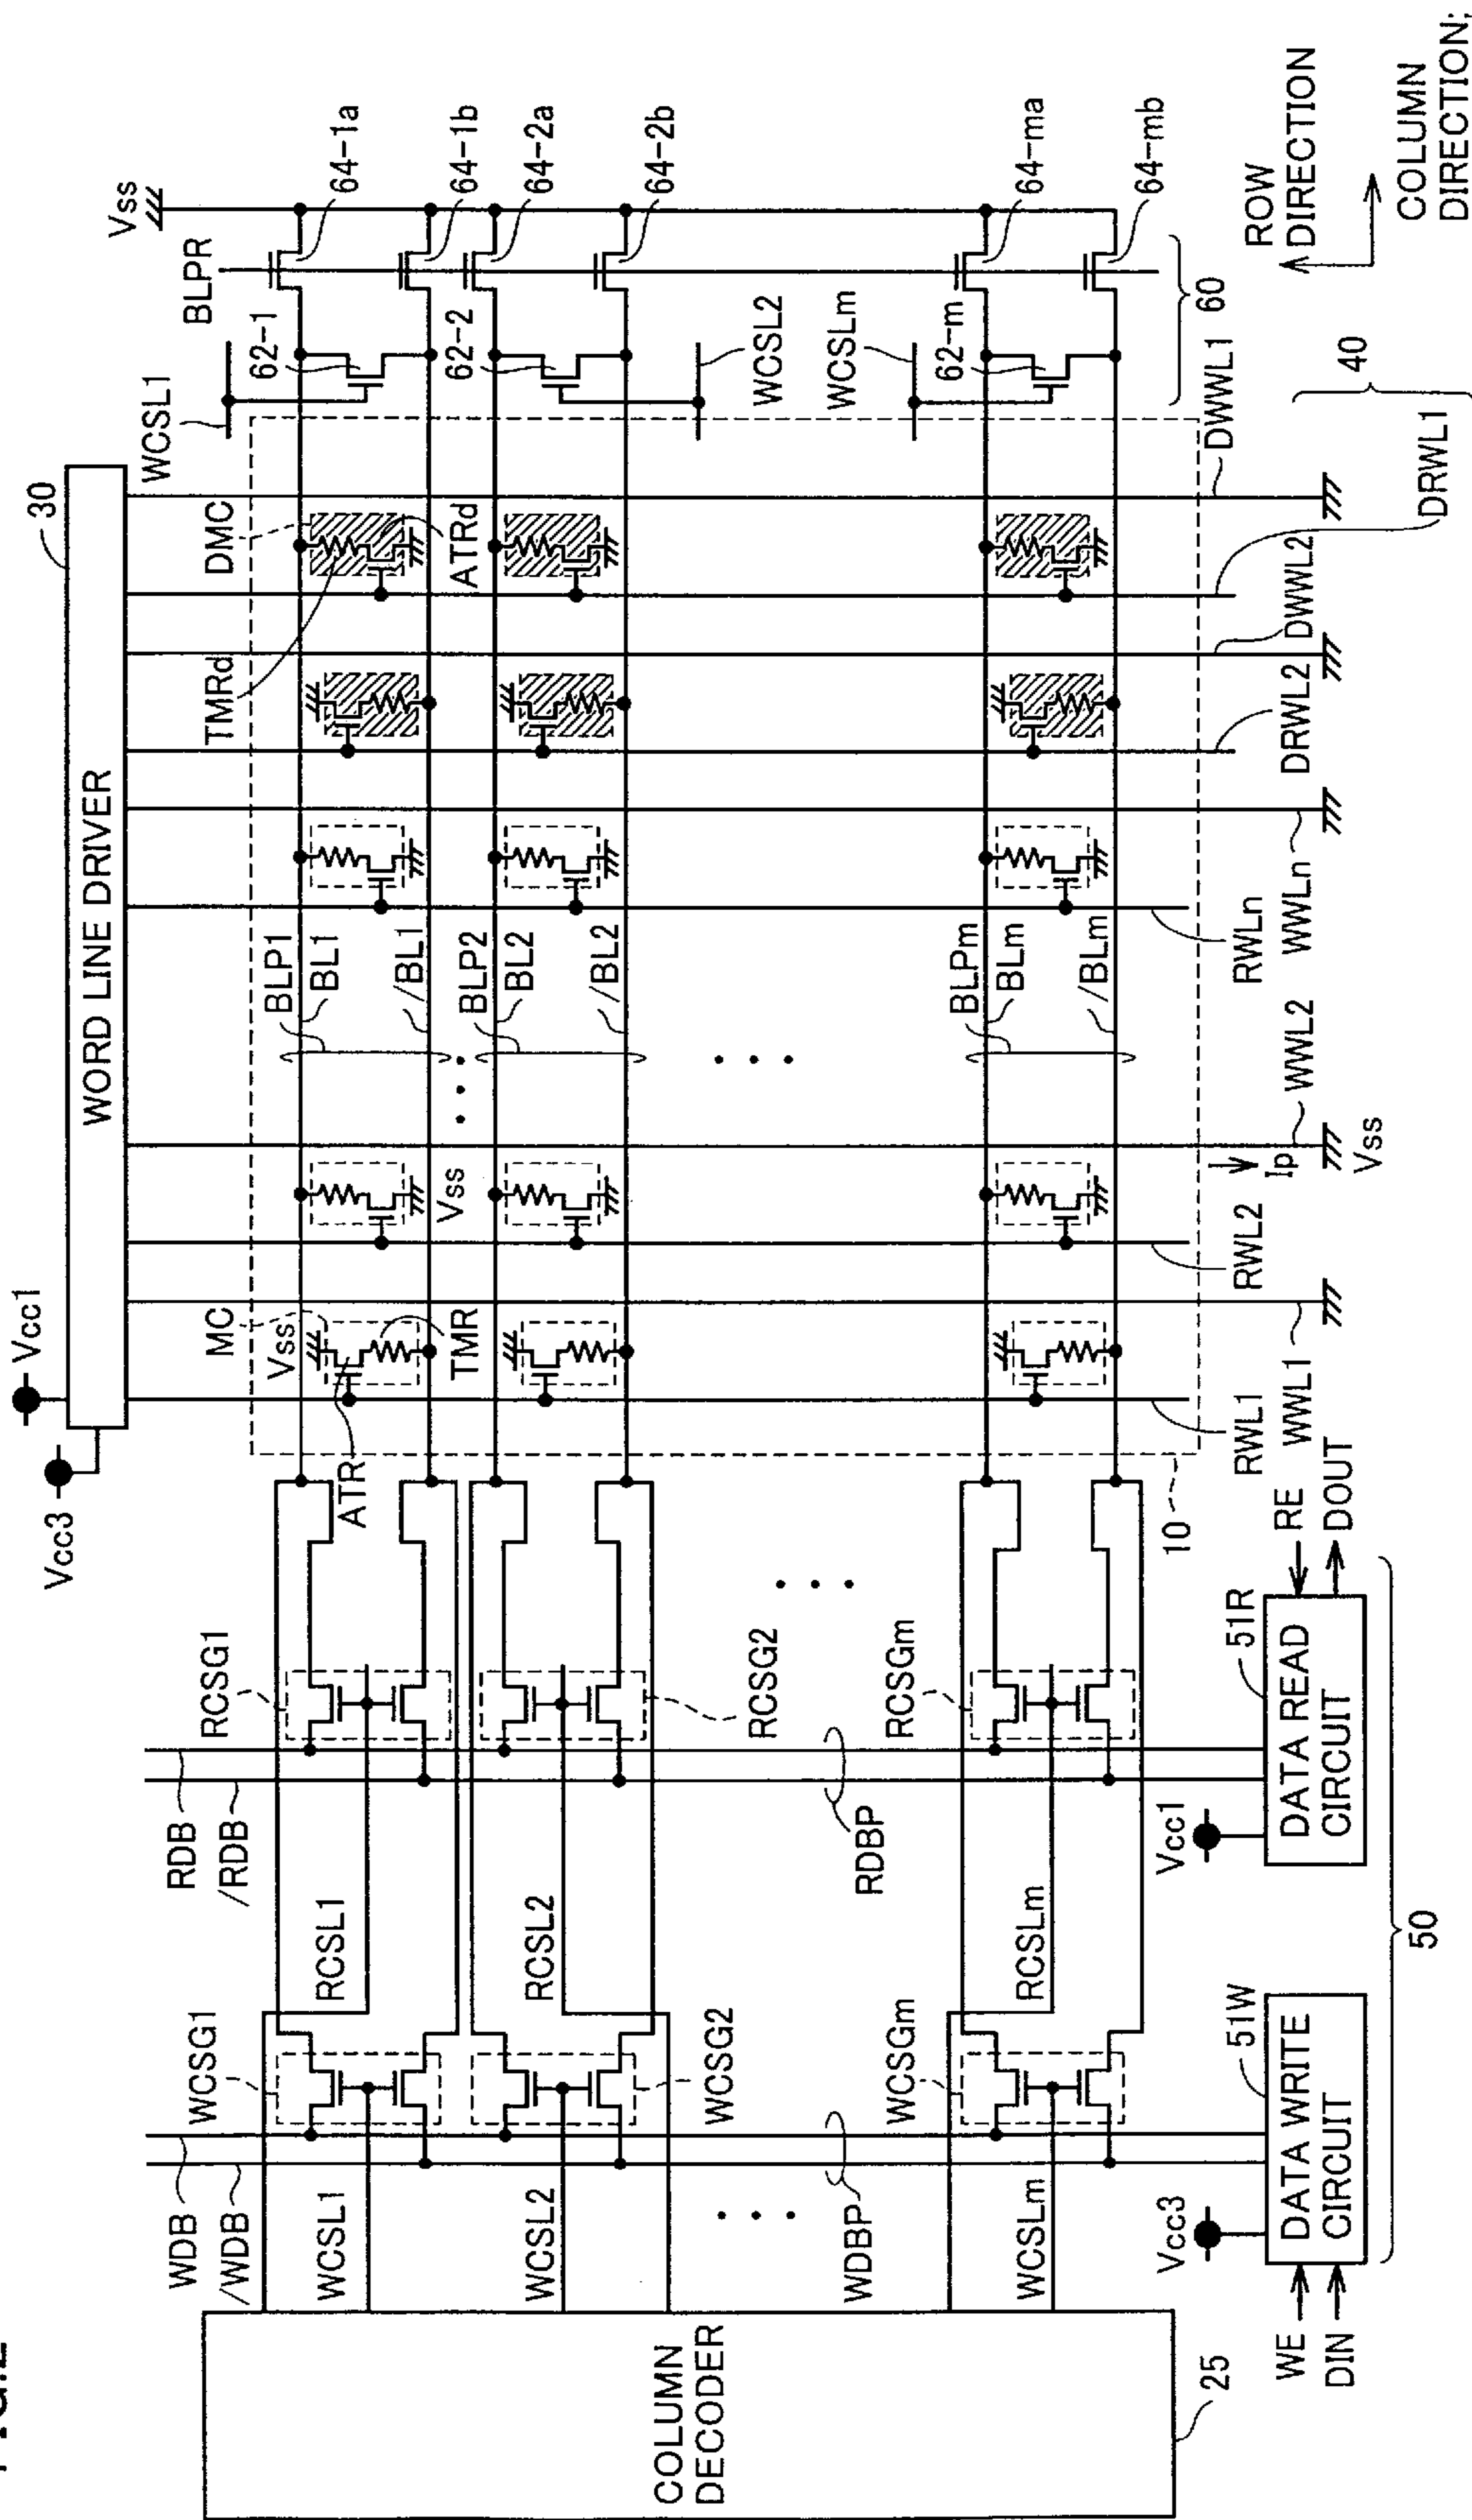 FIG.2
Vcc1
Vcc3
30
WORD LINE DRIVER
WCSL1
BLPR
Vss
64-1a
64-1b
64-2a
64-2b
64-ma
64-mb
62-1
62-2
62-m
WCSL2
WCSLm
60
ROW
DIRECTION
COLUMN
DIRECTION;
DMC
ATRd
TMRd
MC
Vss
ATR
TMR
Vss
BLP1
BL1
/BL1
BLP2
BL2
/BL2
BLPm
BLm
/BLm
RWL1
WWL1
RWL2
Ip
WWL2
Vss
RWLn
WWLn
DRWL2
DWWL2
DRWL1
DWWL1
40
10
RDB
/RDB
RCSG1
RCSG2
RCSGm
RDBP
RCSL1
RCSL2
RCSLm
WDB
/WDB
WCSG1
WCSG2
WCSGm
WDBP
WCSL1
WCSL2
WCSLm
COLUMN
DECODER
25
WE
DIN
Vcc3
DATA WRITE
CIRCUIT
51W
Vcc1
DATA READ
CIRCUIT
51R
RE
DOUT
50